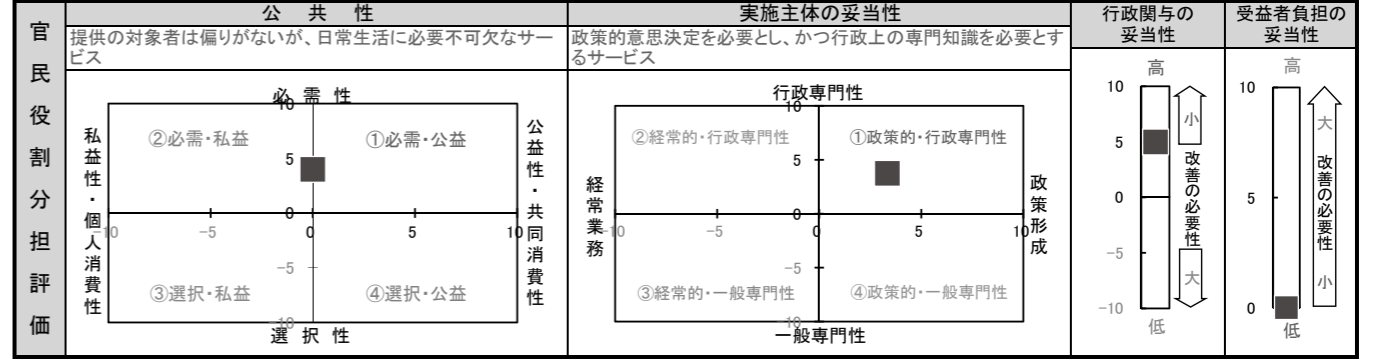 官民役割分担評価
公共性
提供の対象者は偏りがないが、日常生活に必要不可欠なサー
ビス
必需性
10
②必需・私益
①必需・公益
5
私益性・個人消費性
公益性・共同消費性
0
-10
-5
0
5
10
-5
③選択・私益
④選択・公益
-10
選択性
実施主体の妥当性
政策的意思決定を必要とし、かつ行政上の専門知識を必要とす
るサービス
行政専門性
10
②経常的・行政専門性
①政策的・行政専門性
5
経常業務
政策形成
0
-10
-5
0
5
10
-5
③経常的・一般専門性
④政策的・一般専門性
-10
一般専門性
行政関与の
妥当性
高
10
5
0
-5
-10
低
小
改善の必要性
大
受益者負担の
妥当性
高
10
5
0
低
大
改善の必要性
小